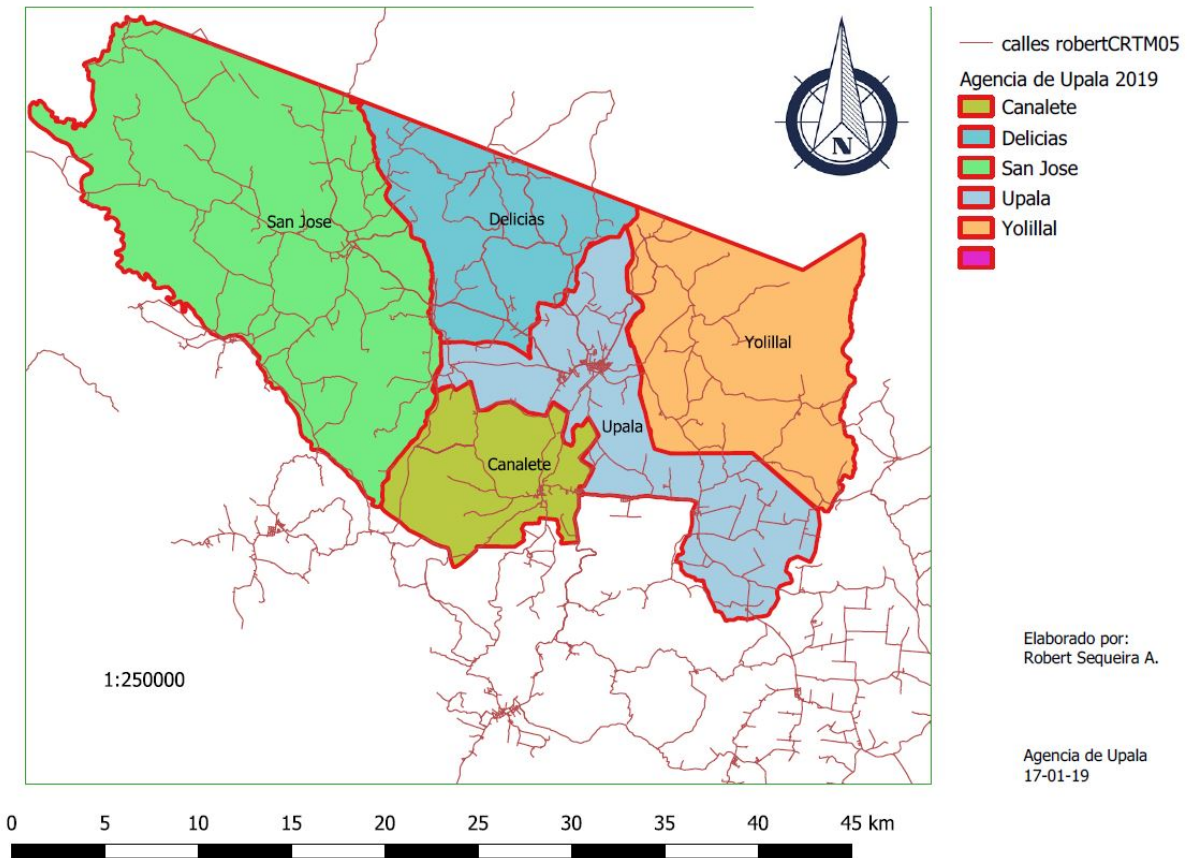 calles robertCRTM05
Agencia de Upala 2019
Canalete
Delicias
San Jose
Upala
Yolillal
N
San Jose
Delicias
Yolillal
Upala
Canalete
1:250000
Elaborado por:
Robert Sequeira A.
Agencia de Upala
17-01-19
0 5 10 15 20 25 30 35 40 45 km